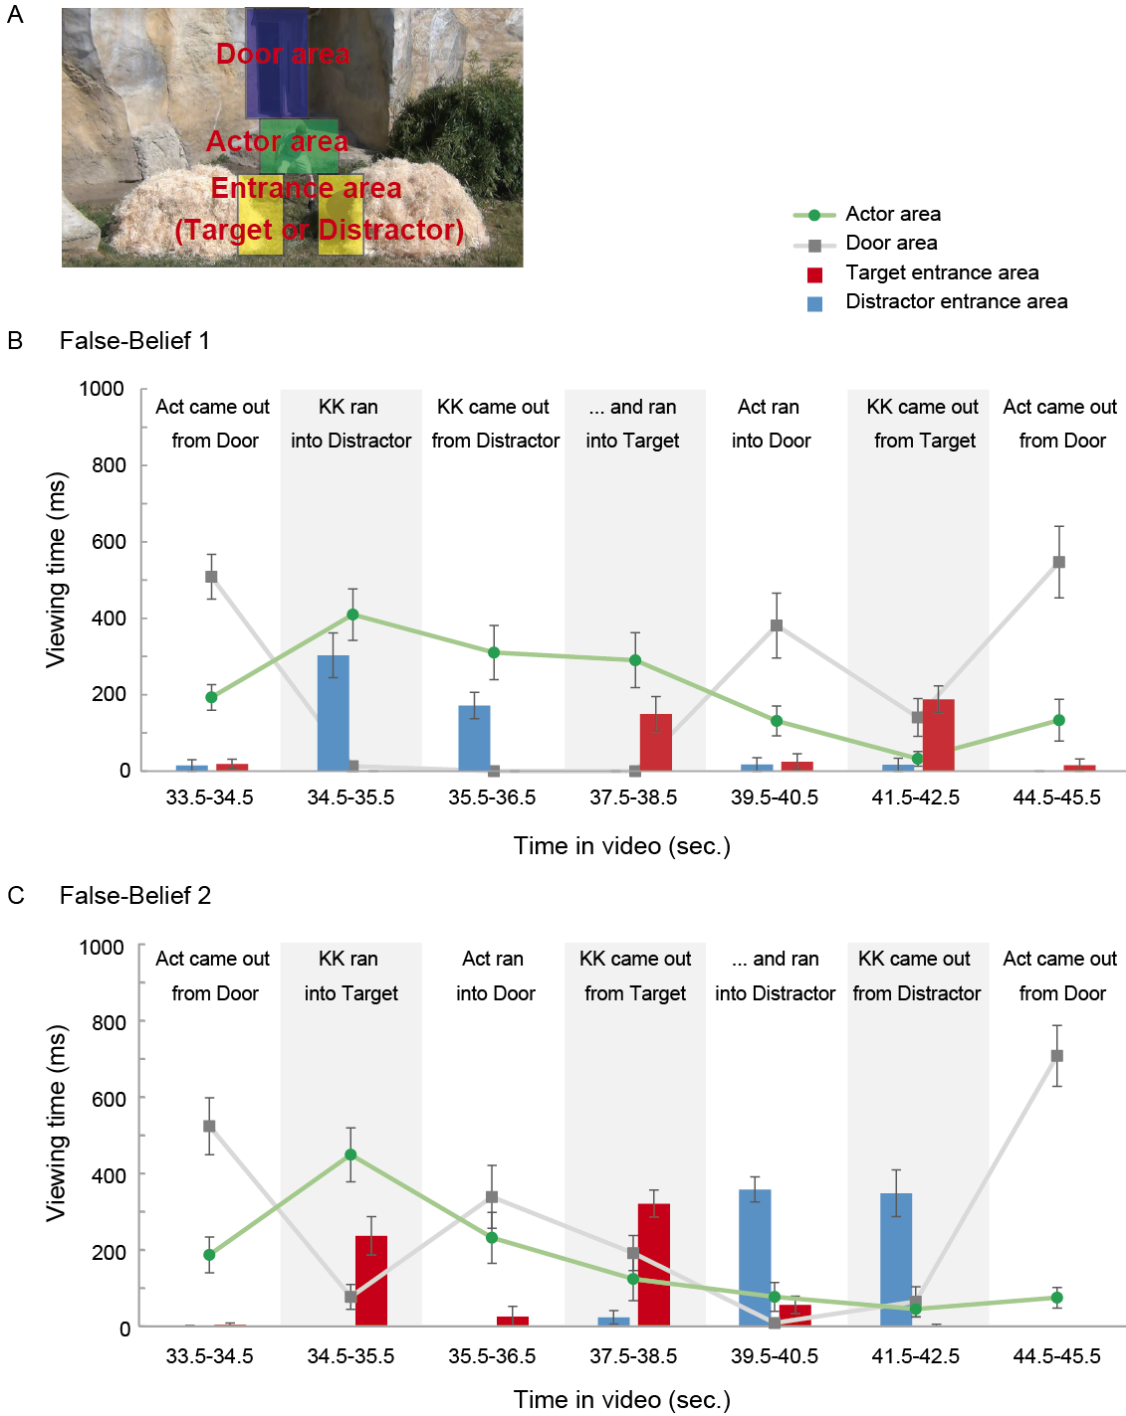 A
Door area
Actor area
Entrance area
(Target or Distractor)
Actor area
Door area
Target entrance area
Distractor entrance area
B False-Belief 1
Viewing time (ms)
1000
800
600
400
200
0
Act came out
from Door
KK ran
into Distractor
KK came out
from Distractor
... and ran
into Target
Act ran
into Door
KK came out
from Target
Act came out
from Door
33.5-34.5 34.5-35.5 35.5-36.5 37.5-38.5 39.5-40.5 41.5-42.5 44.5-45.5
Time in video (sec.)
C False-Belief 2
Viewing time (ms)
1000
800
600
400
200
0
Act came out
from Door
KK ran
into Target
Act ran
into Door
KK came out
from Target
... and ran
into Distractor
KK came out
from Distractor
Act came out
from Door
33.5-34.5 34.5-35.5 35.5-36.5 37.5-38.5 39.5-40.5 41.5-42.5 44.5-45.5
Time in video (sec.)